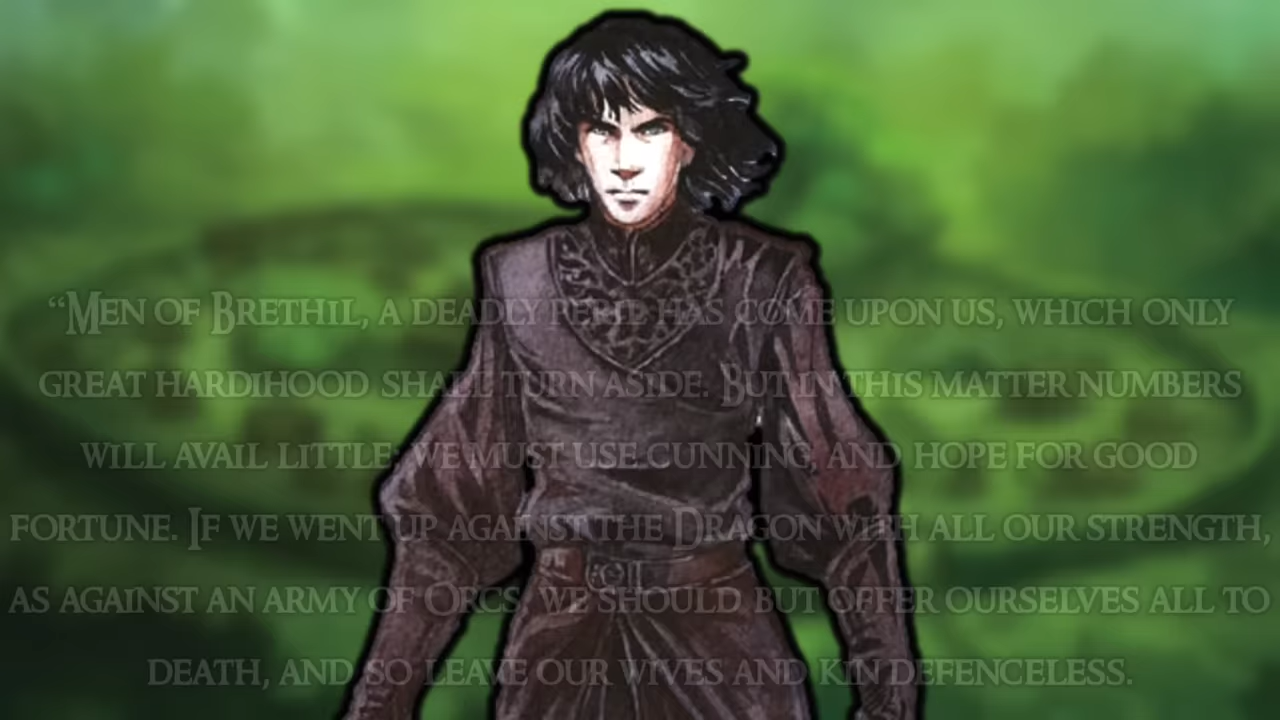 “Men of Brethil, a deadly peril has come upon us, which only
great hardihood shall turn aside. But in this matter numbers
will avail little; we must use cunning, and hope for good
fortune. If we went up against the Dragon with all our strength,
as against an army of Orcs, we should but offer ourselves all to
death, and so leave our wives and kin defenceless.